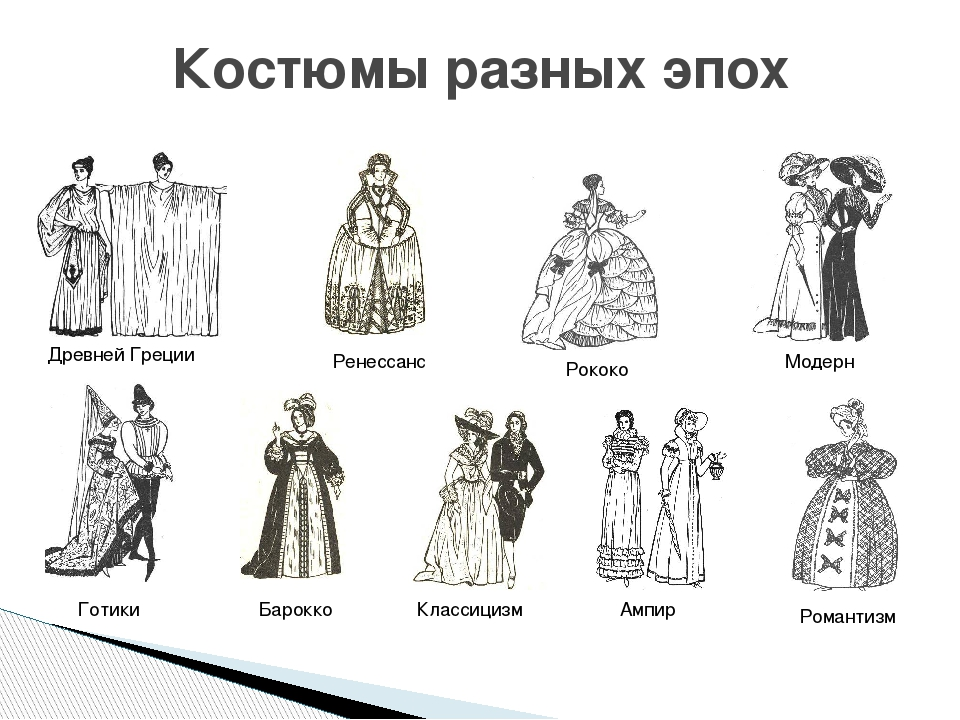 Костюмы разных эпох
Древней Греции
Ренессанс
Рококо
Модерн
Готики
Барокко
Классицизм
Ампир
Романтизм